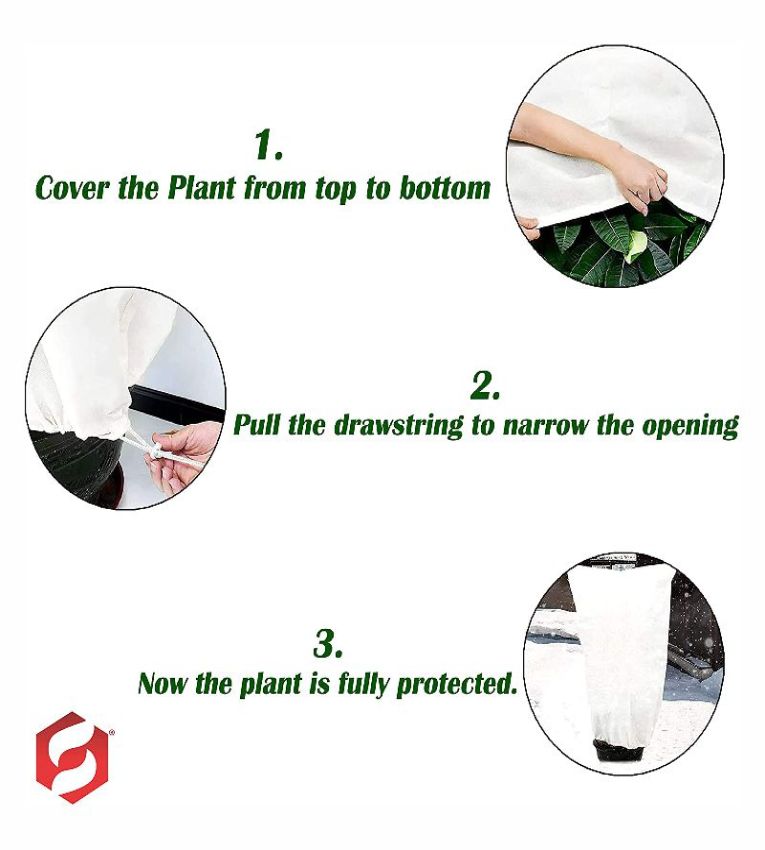 1.
Cover the Plant from top to bottom
2.
Pull the drawstring to narrow the opening
3.
Now the plant is fully protected.
®